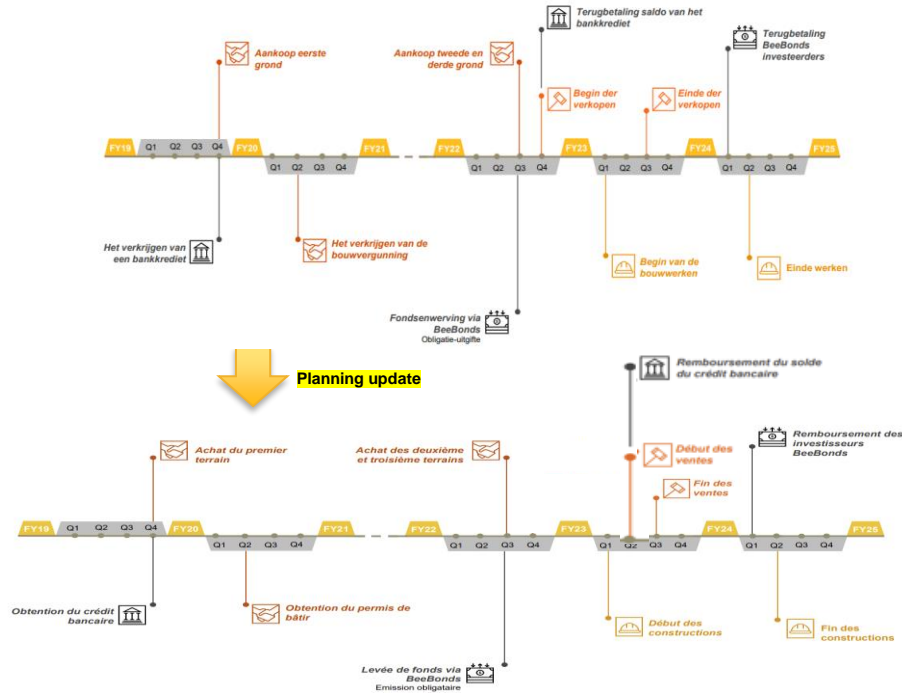 Terugbetaling saldo van het
bankkrediet
Aankoop eerste
grond
Aankoop tweede en
derde grond
Terugbetaling
BeeBonds
investeerders
Begin der
verkopen
Einde der
verkopen
FY19 Q1 Q2 Q3 Q4 FY20 FY21 FY22 FY23 FY24 FY25
Q1 Q2 Q3 Q4 Q1 Q2 Q3 Q4 Q1 Q2 Q3 Q4 Q1 Q2 Q3 Q4
Het verkrijgen van
een bankkrediet
Het verkrijgen van de
bouwvergunning
Begin van de
bouwwerken
Einde werken
Fondsenwerving via
BeeBonds
Obligatie-uitgifte
Planning update
Remboursement du solde
du crédit bancaire
Achat du premier
terrain
Achat des deuxième
et troisième terrains
Début des
ventes
Remboursement des
investisseurs
BeeBonds
Fin des
ventes
FY19 Q1 Q2 Q3 Q4 FY20 FY21 FY22 FY23 FY24 FY25
Q1 Q2 Q3 Q4 Q1 Q2 Q3 Q4 Q1 Q2 Q3 Q4 Q1 Q2 Q3 Q4
Obtention du crédit
bancaire
Obtention du permis de
bâtir
Début des
constructions
Fin des
constructions
Levée de fonds via
BeeBonds
Emission obligataire